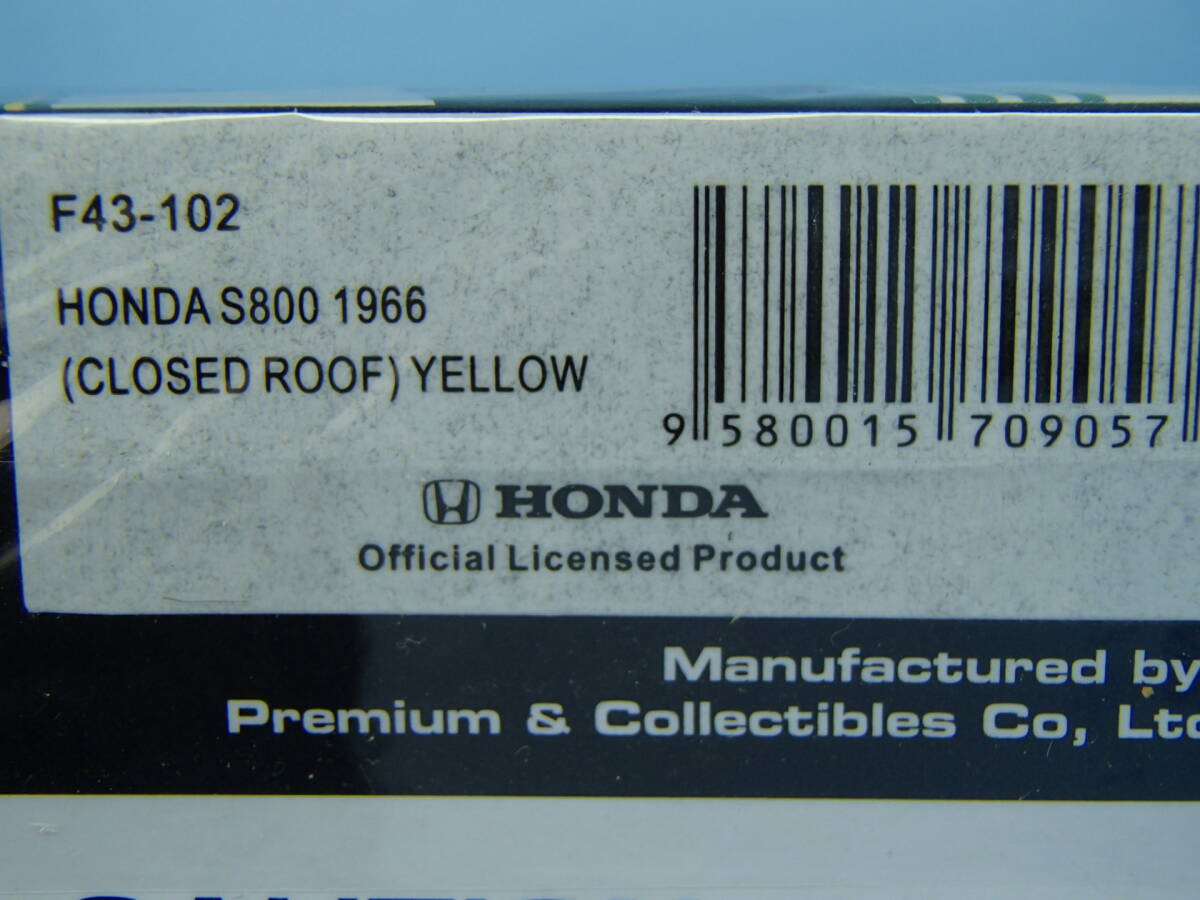 F43-102
HONDA S800 1966
(CLOSED ROOF) YELLOW
9 580015 709057
HONDA
Official Licensed Product
Manufactured by
Premium & Collectibles Co, Ltd